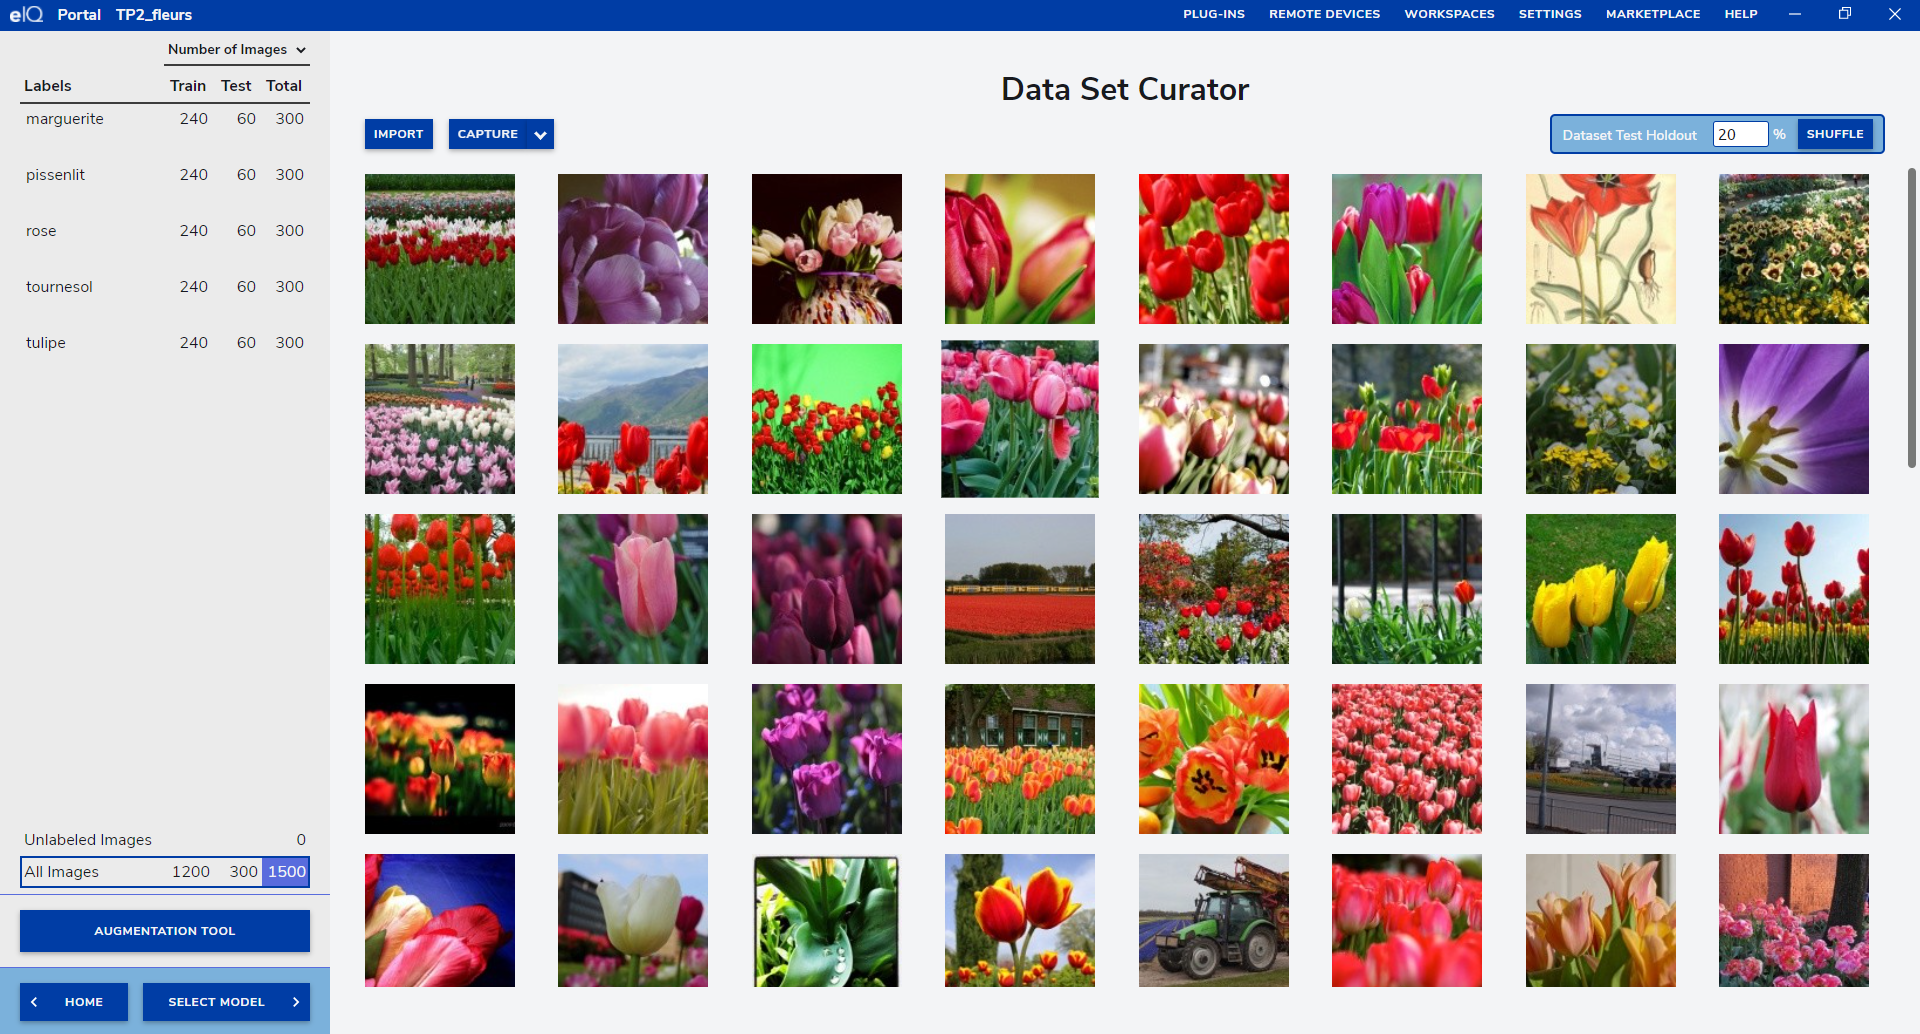 eIQ Portal TP2_fleurs PLUG-INS REMOTE DEVICES WORKSPACES SETTINGS MARKETPLACE HELP
Number of Images
Labels Train Test Total
marguerite 240 60 300
pissenlit 240 60 300
rose 240 60 300
tournesol 240 60 300
tulipe 240 60 300
Unlabeled Images 0
All Images 1200 300 1500
AUGMENTATION TOOL
HOME SELECT MODEL
Data Set Curator
IMPORT CAPTURE Dataset Test Holdout 20 % SHUFFLE